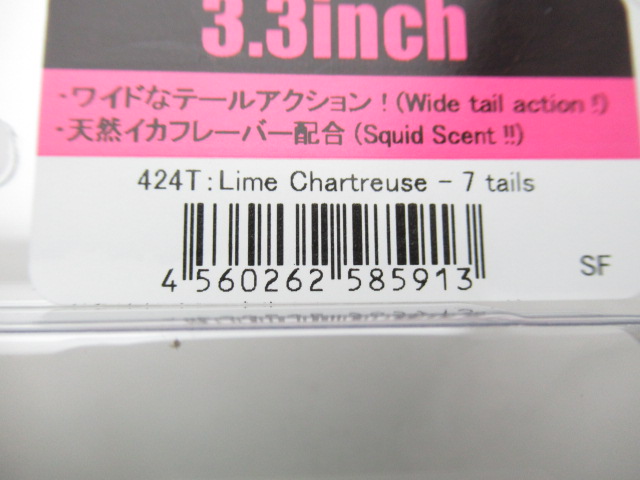 3.3inch
・ワイドなテールアクション！(Wide tail action !)
・天然イカフレーバー配合 (Squid Scent !!)
424T：Lime Chartreuse - 7 tails
4 560262 585913
SF